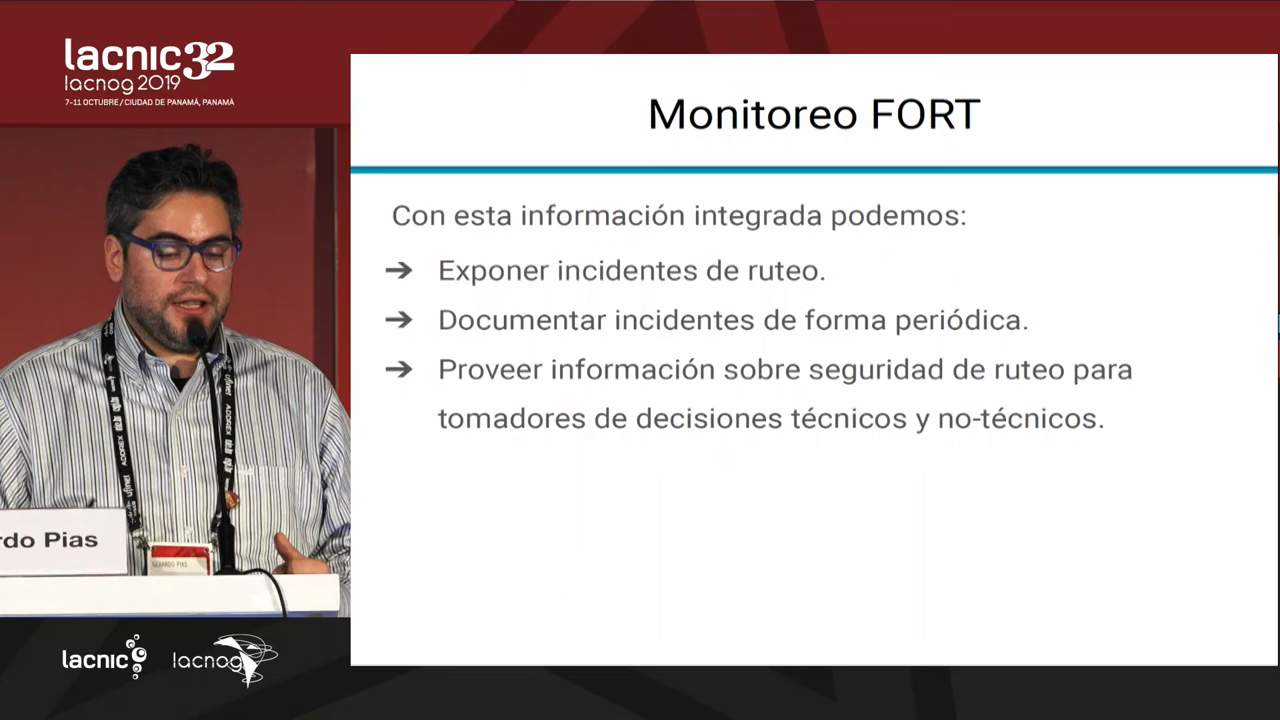 lacnic 32
lacnog 2019
7-11 OCTUBRE / CIUDAD DE PANAMÁ, PANAMÁ
Monitoreo FORT
Con esta información integrada podemos:
➔ Exponer incidentes de ruteo.
➔ Documentar incidentes de forma periódica.
➔ Proveer información sobre seguridad de ruteo para
tomadores de decisiones técnicos y no-técnicos.
rdo Pias
GERARDO PIAS
lacnic
lacnog